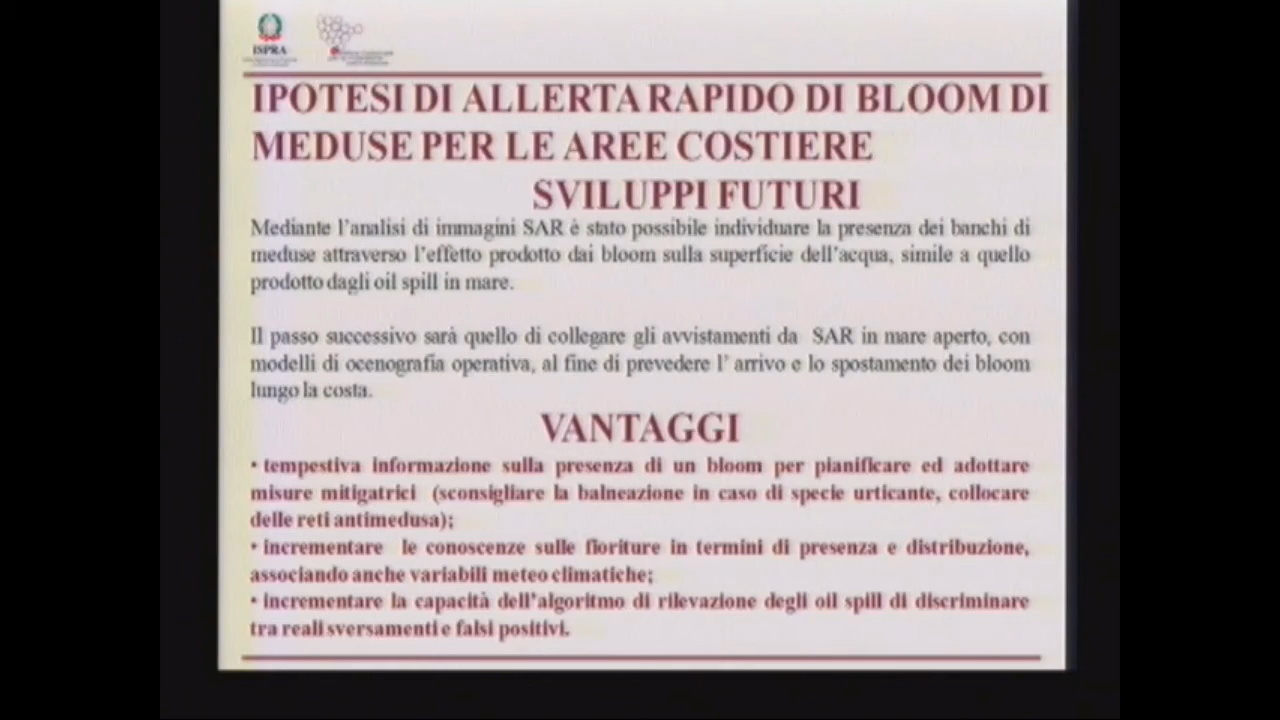 ISPRA
IPOTESI DI ALLERTA RAPIDO DI BLOOM DI
MEDUSE PER LE AREE COSTIERE
SVILUPPI FUTURI
Mediante l'analisi di immagini SAR è stato possibile individuare la presenza dei banchi di
meduse attraverso l'effetto prodotto dai bloom sulla superficie dell'acqua, simile a quello
prodotto dagli oil spill in mare.
Il passo successivo sarà quello di collegare gli avvistamenti da SAR in mare aperto, con
modelli di ocenografia operativa, al fine di prevedere l' arrivo e lo spostamento dei bloom
lungo la costa.
VANTAGGI
• tempestiva informazione sulla presenza di un bloom per pianificare ed adottare
misure mitigatrici (sconsigliare la balneazione in caso di specie urticante, collocare
delle reti antimedusa);
• incrementare le conoscenze sulle fioriture in termini di presenza e distribuzione,
associando anche variabili meteo climatiche;
• incrementare la capacità dell'algoritmo di rilevazione degli oil spill di discriminare
tra reali sversamenti e falsi positivi.